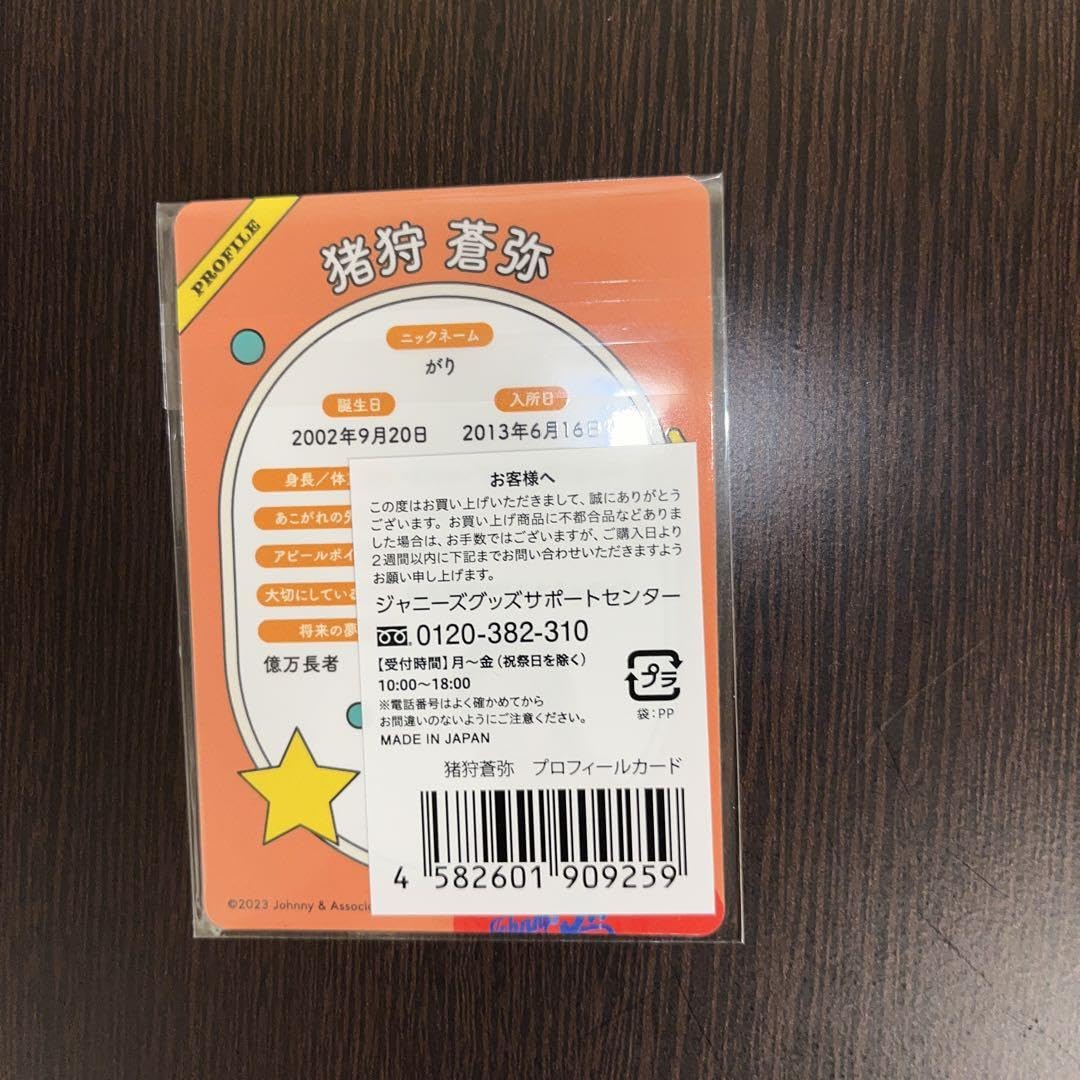 PROFILE
猪狩 蒼弥
ニックネーム
がり
誕生日 入所日
2002年9月20日 2013年6月16日
身長／体
あこがれの
アピールポイ
大切にしている
将来の夢
億万長者
お客様へ
この度はお買い上げいただきまして、誠にありがとう
ございます。お買い上げ商品に不都合品などありま
した場合は、お手数ではございますが、ご購入日より
2週間以内に下記までお問い合わせいただきますよう
お願い申し上げます。
ジャニーズグッズサポートセンター
0120-382-310
【受付時間】月〜金（祝祭日を除く）
10:00〜18:00
※電話番号はよく確かめてから
お間違いのないようにご注意ください。
MADE IN JAPAN
プラ
袋：PP
猪狩蒼弥 プロフィールカード
4 582601 909259
©2023 Johnny & Associ